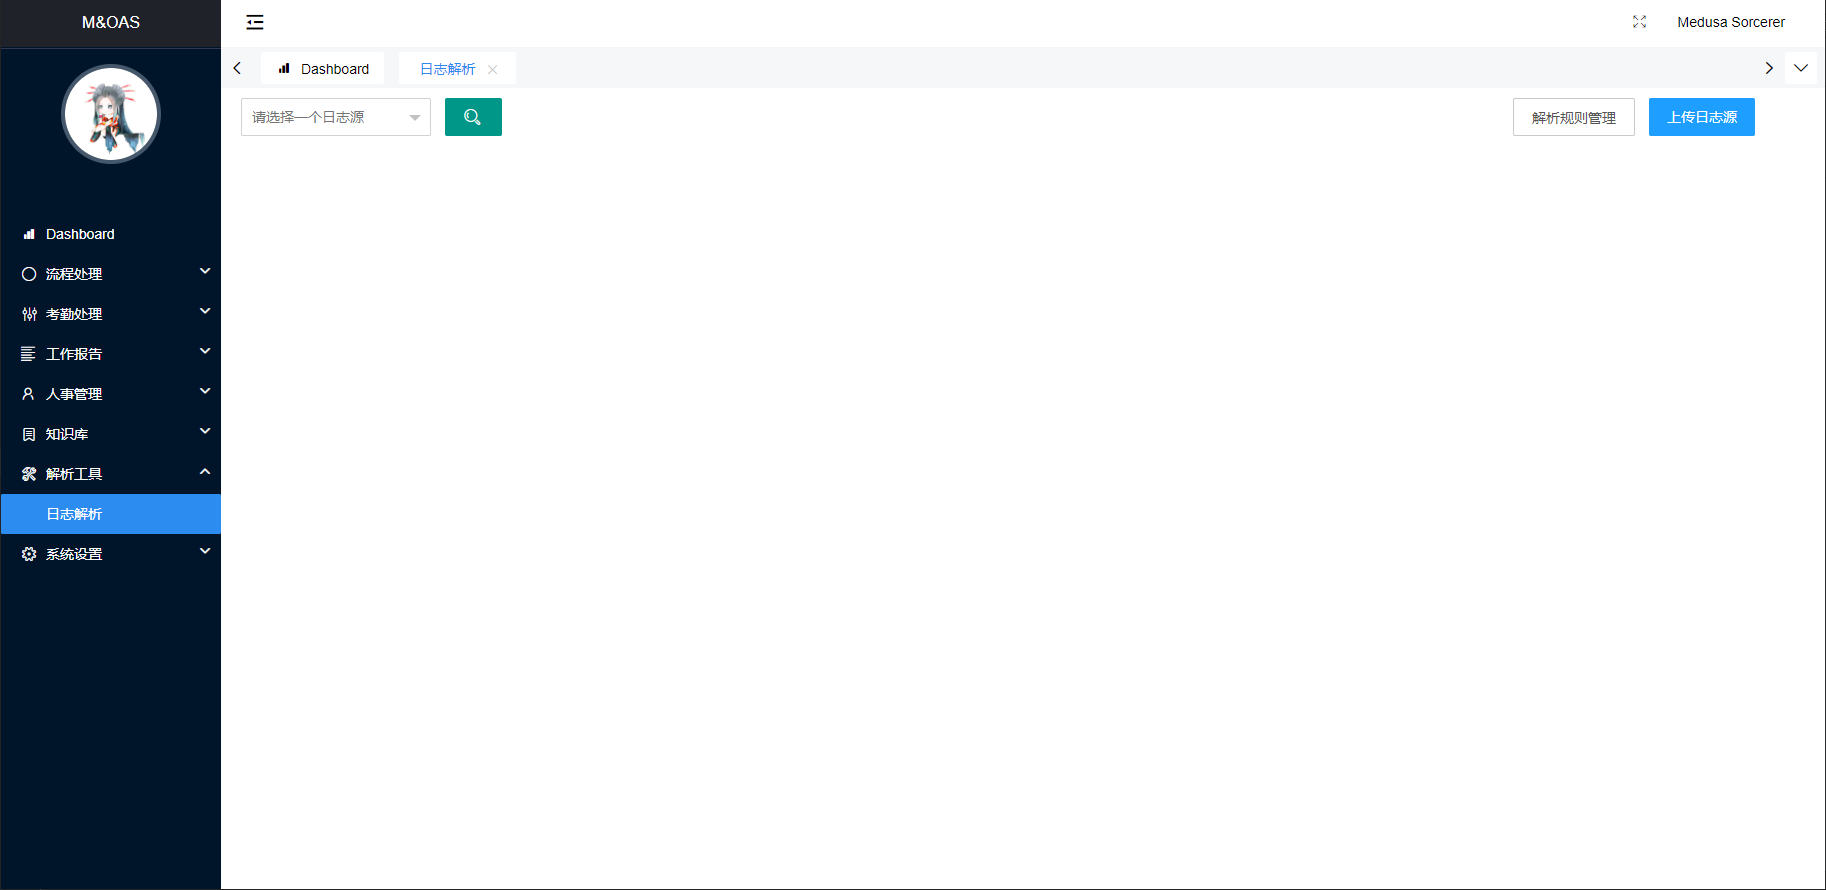 M&OAS
Medusa Sorcerer
Dashboard
日志解析
请选择一个日志源
解析规则管理
上传日志源
Dashboard
流程处理
考勤处理
工作报告
人事管理
知识库
解析工具
日志解析
系统设置